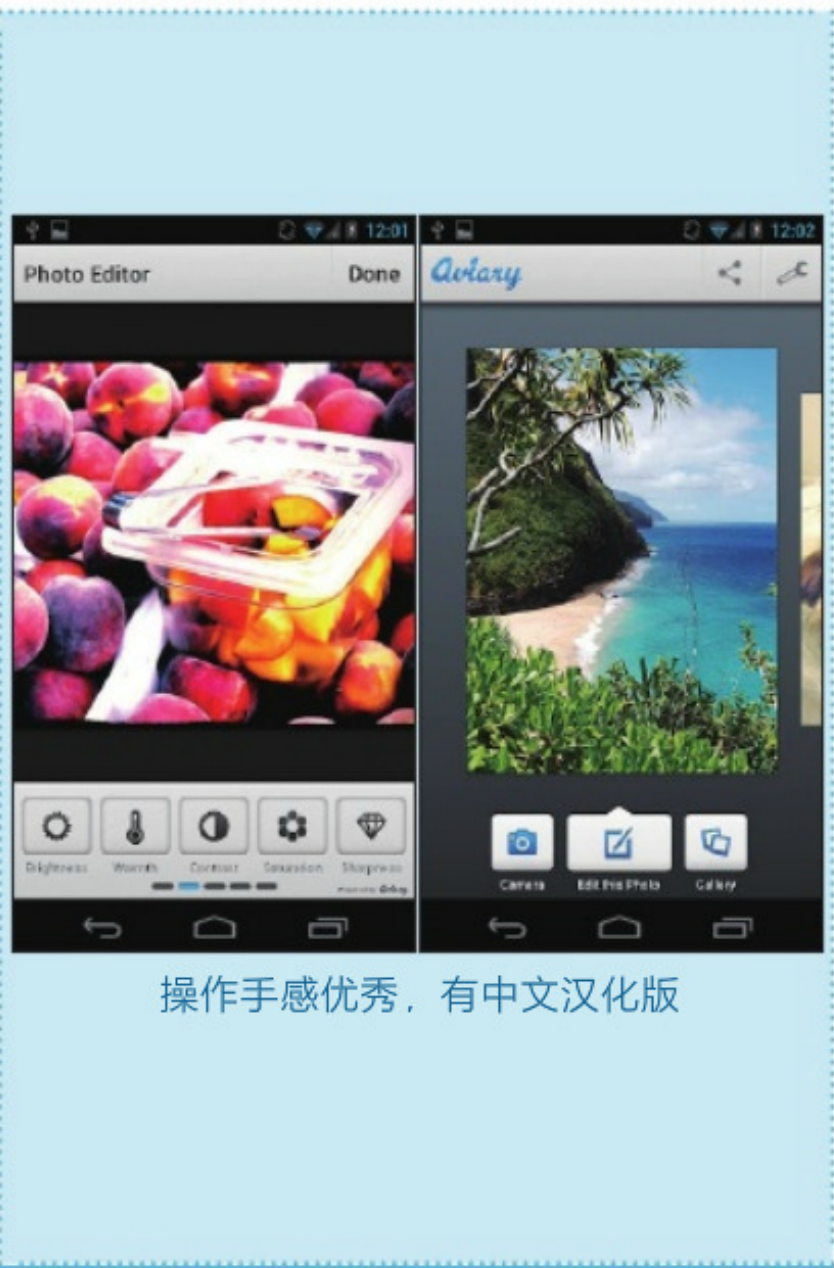 12:01
Photo Editor
Done
Brightness
Warmth
Contrast
Saturation
Sharpness
Aviary
12:02
Aviary
Camera
Edit this Photo
Gallery
操作手感优秀，有中文汉化版